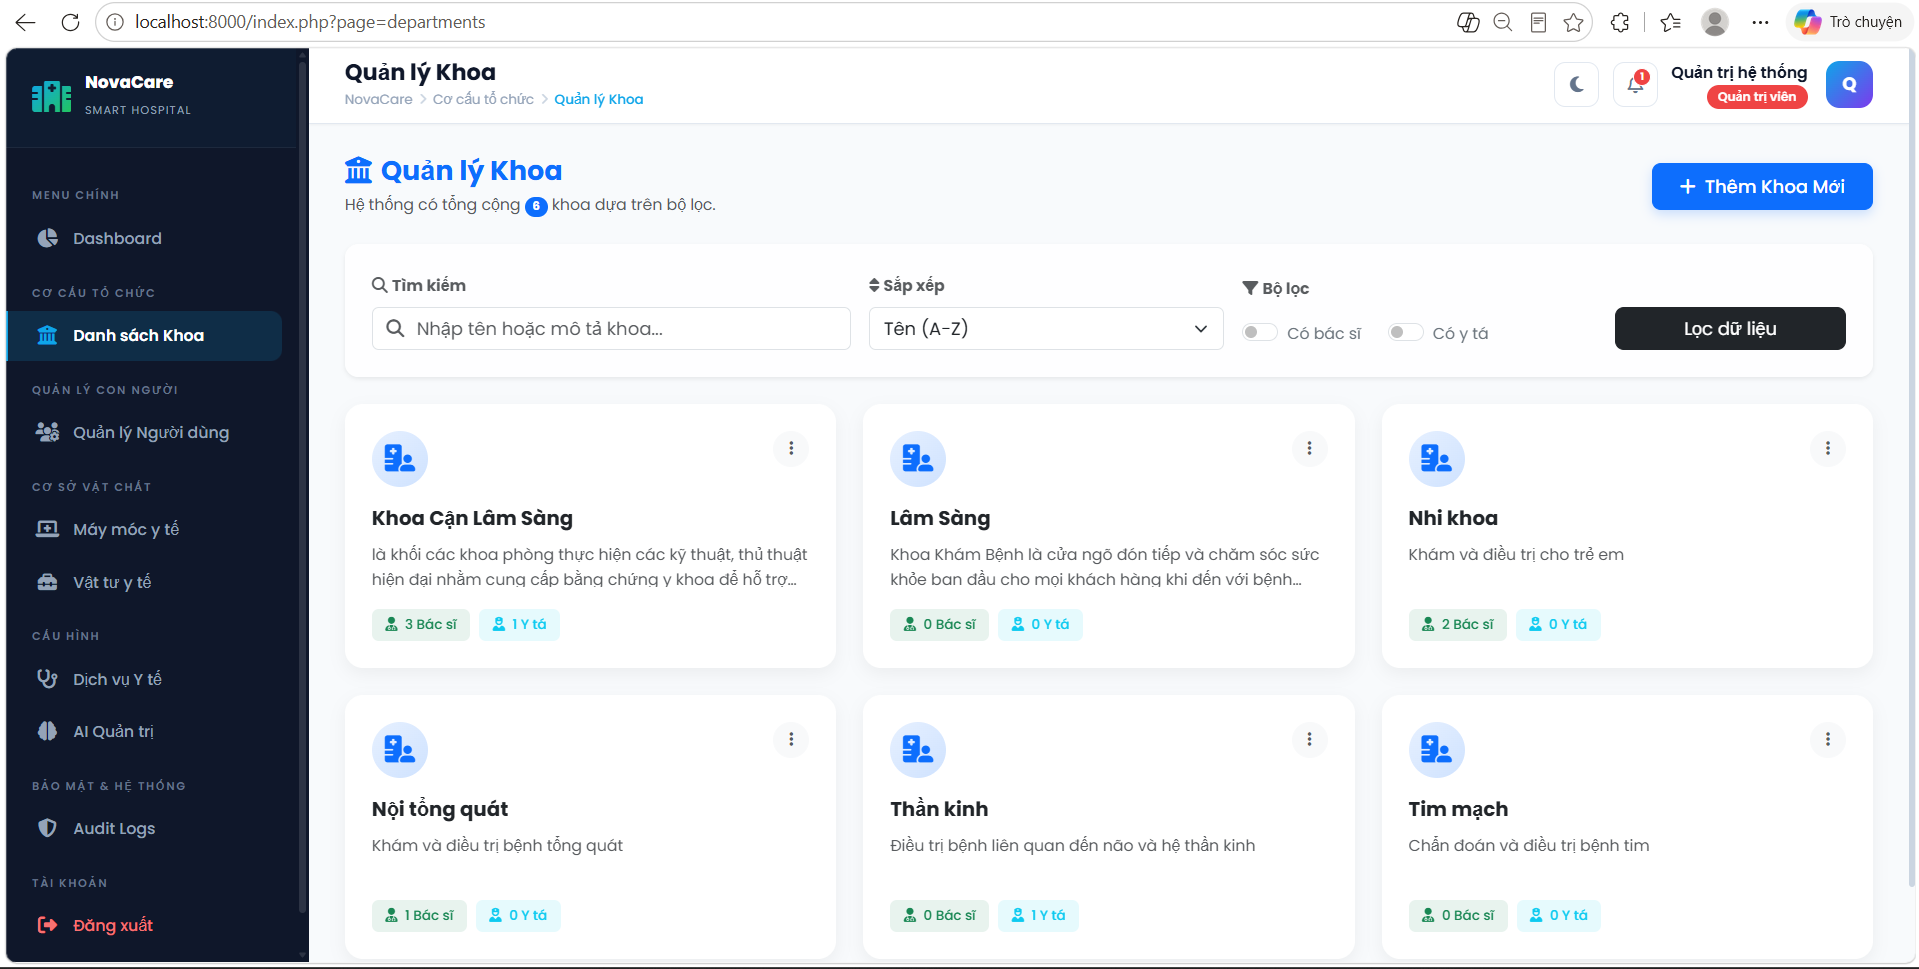 localhost:8000/index.php?page=departments
Trò chuyện
NovaCare
SMART HOSPITAL
MENU CHÍNH
Dashboard
CƠ CẤU TỔ CHỨC
Danh sách Khoa
QUẢN LÝ CON NGƯỜI
Quản lý Người dùng
CƠ SỞ VẬT CHẤT
Máy móc y tế
Vật tư y tế
CẤU HÌNH
Dịch vụ Y tế
AI Quản trị
BẢO MẬT & HỆ THỐNG
Audit Logs
TÀI KHOẢN
Đăng xuất
Quản lý Khoa
NovaCare > Cơ cấu tổ chức > Quản lý Khoa
1
Quản trị hệ thống
Quản trị viên
Q
Quản lý Khoa
Hệ thống có tổng cộng 6 khoa dựa trên bộ lọc.
+ Thêm Khoa Mới
Tìm kiếm
Nhập tên hoặc mô tả khoa...
Sắp xếp
Tên (A-Z)
Bộ lọc
Có bác sĩ
Có y tá
Lọc dữ liệu
Khoa Cận Lâm Sàng
là khối các khoa phòng thực hiện các kỹ thuật, thủ thuật
hiện đại nhằm cung cấp bằng chứng y khoa để hỗ trợ...
3 Bác sĩ
1 Y tá
Lâm Sàng
Khoa Khám Bệnh là cửa ngõ đón tiếp và chăm sóc sức
khỏe ban đầu cho mọi khách hàng khi đến với bệnh...
0 Bác sĩ
0 Y tá
Nhi khoa
Khám và điều trị cho trẻ em
2 Bác sĩ
0 Y tá
Nội tổng quát
Khám và điều trị bệnh tổng quát
1 Bác sĩ
0 Y tá
Thần kinh
Điều trị bệnh liên quan đến não và hệ thần kinh
0 Bác sĩ
1 Y tá
Tim mạch
Chẩn đoán và điều trị bệnh tim
0 Bác sĩ
0 Y tá